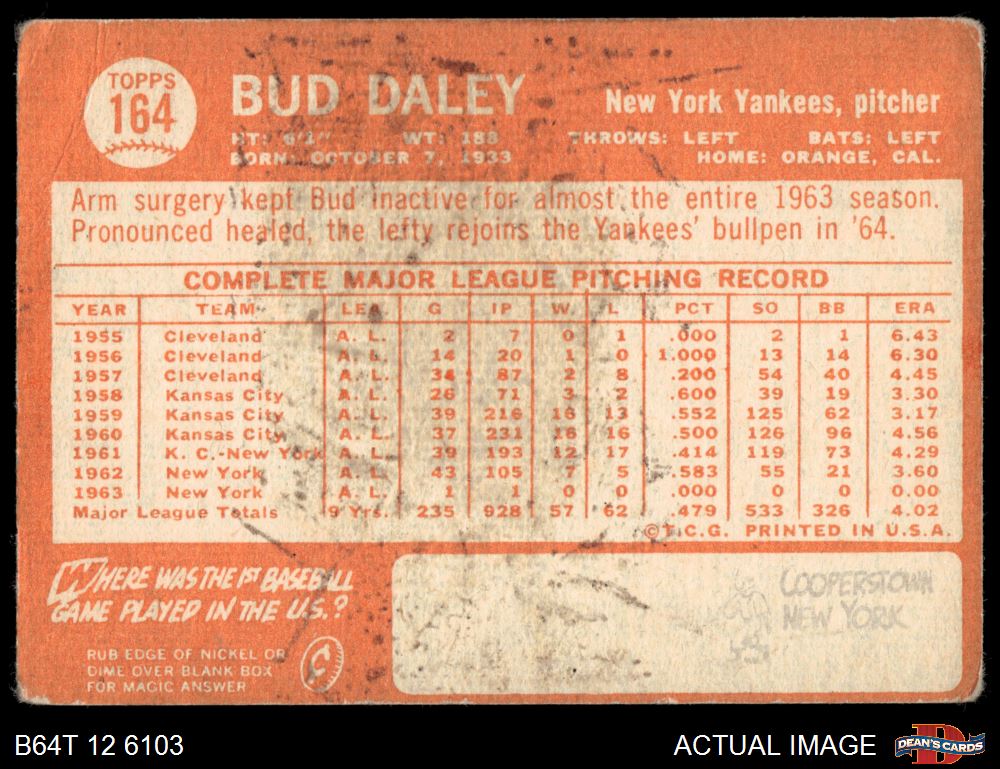 TOPPS
164
BUD DALEY
New York Yankees, pitcher
HT: 6'1" WT: 188 THROWS: LEFT BATS: LEFT
BORN: OCTOBER 7, 1933 HOME: ORANGE, CAL.
Arm surgery kept Bud inactive for almost the entire 1963 season.
Pronounced healed, the lefty rejoins the Yankees' bullpen in '64.
COMPLETE MAJOR LEAGUE PITCHING RECORD
YEAR TEAM LEA G IP W. L PCT SO BB ERA
1955 Cleveland A. L. 2 7 0 1 .000 2 1 6.43
1956 Cleveland A. L. 14 20 1 0 1.000 13 14 6.30
1957 Cleveland A. L. 34 87 2 8 .200 54 40 4.45
1958 Kansas City A. L. 26 71 3 2 .600 39 19 3.30
1959 Kansas City A. L. 39 216 16 13 .552 125 62 3.17
1960 Kansas City A. L. 37 231 16 16 .500 126 96 4.56
1961 K. C.-New York A. L. 39 193 12 17 .414 119 73 4.29
1962 New York A. L. 43 105 7 5 .583 55 21 3.60
1963 New York A. L. 1 1 0 0 .000 0 0 0.00
Major League Totals 9 Yrs. 235 928 57 62 .479 533 326 4.02
©T.C.G. PRINTED IN U.S.A.
WHERE WAS THE 1ST BASEBALL
GAME PLAYED IN THE U.S.?
RUB EDGE OF NICKEL OR
DIME OVER BLANK BOX
FOR MAGIC ANSWER
COOPERSTOWN
NEW YORK
B64T 12 6103
ACTUAL IMAGE
DEAN'S CARDS